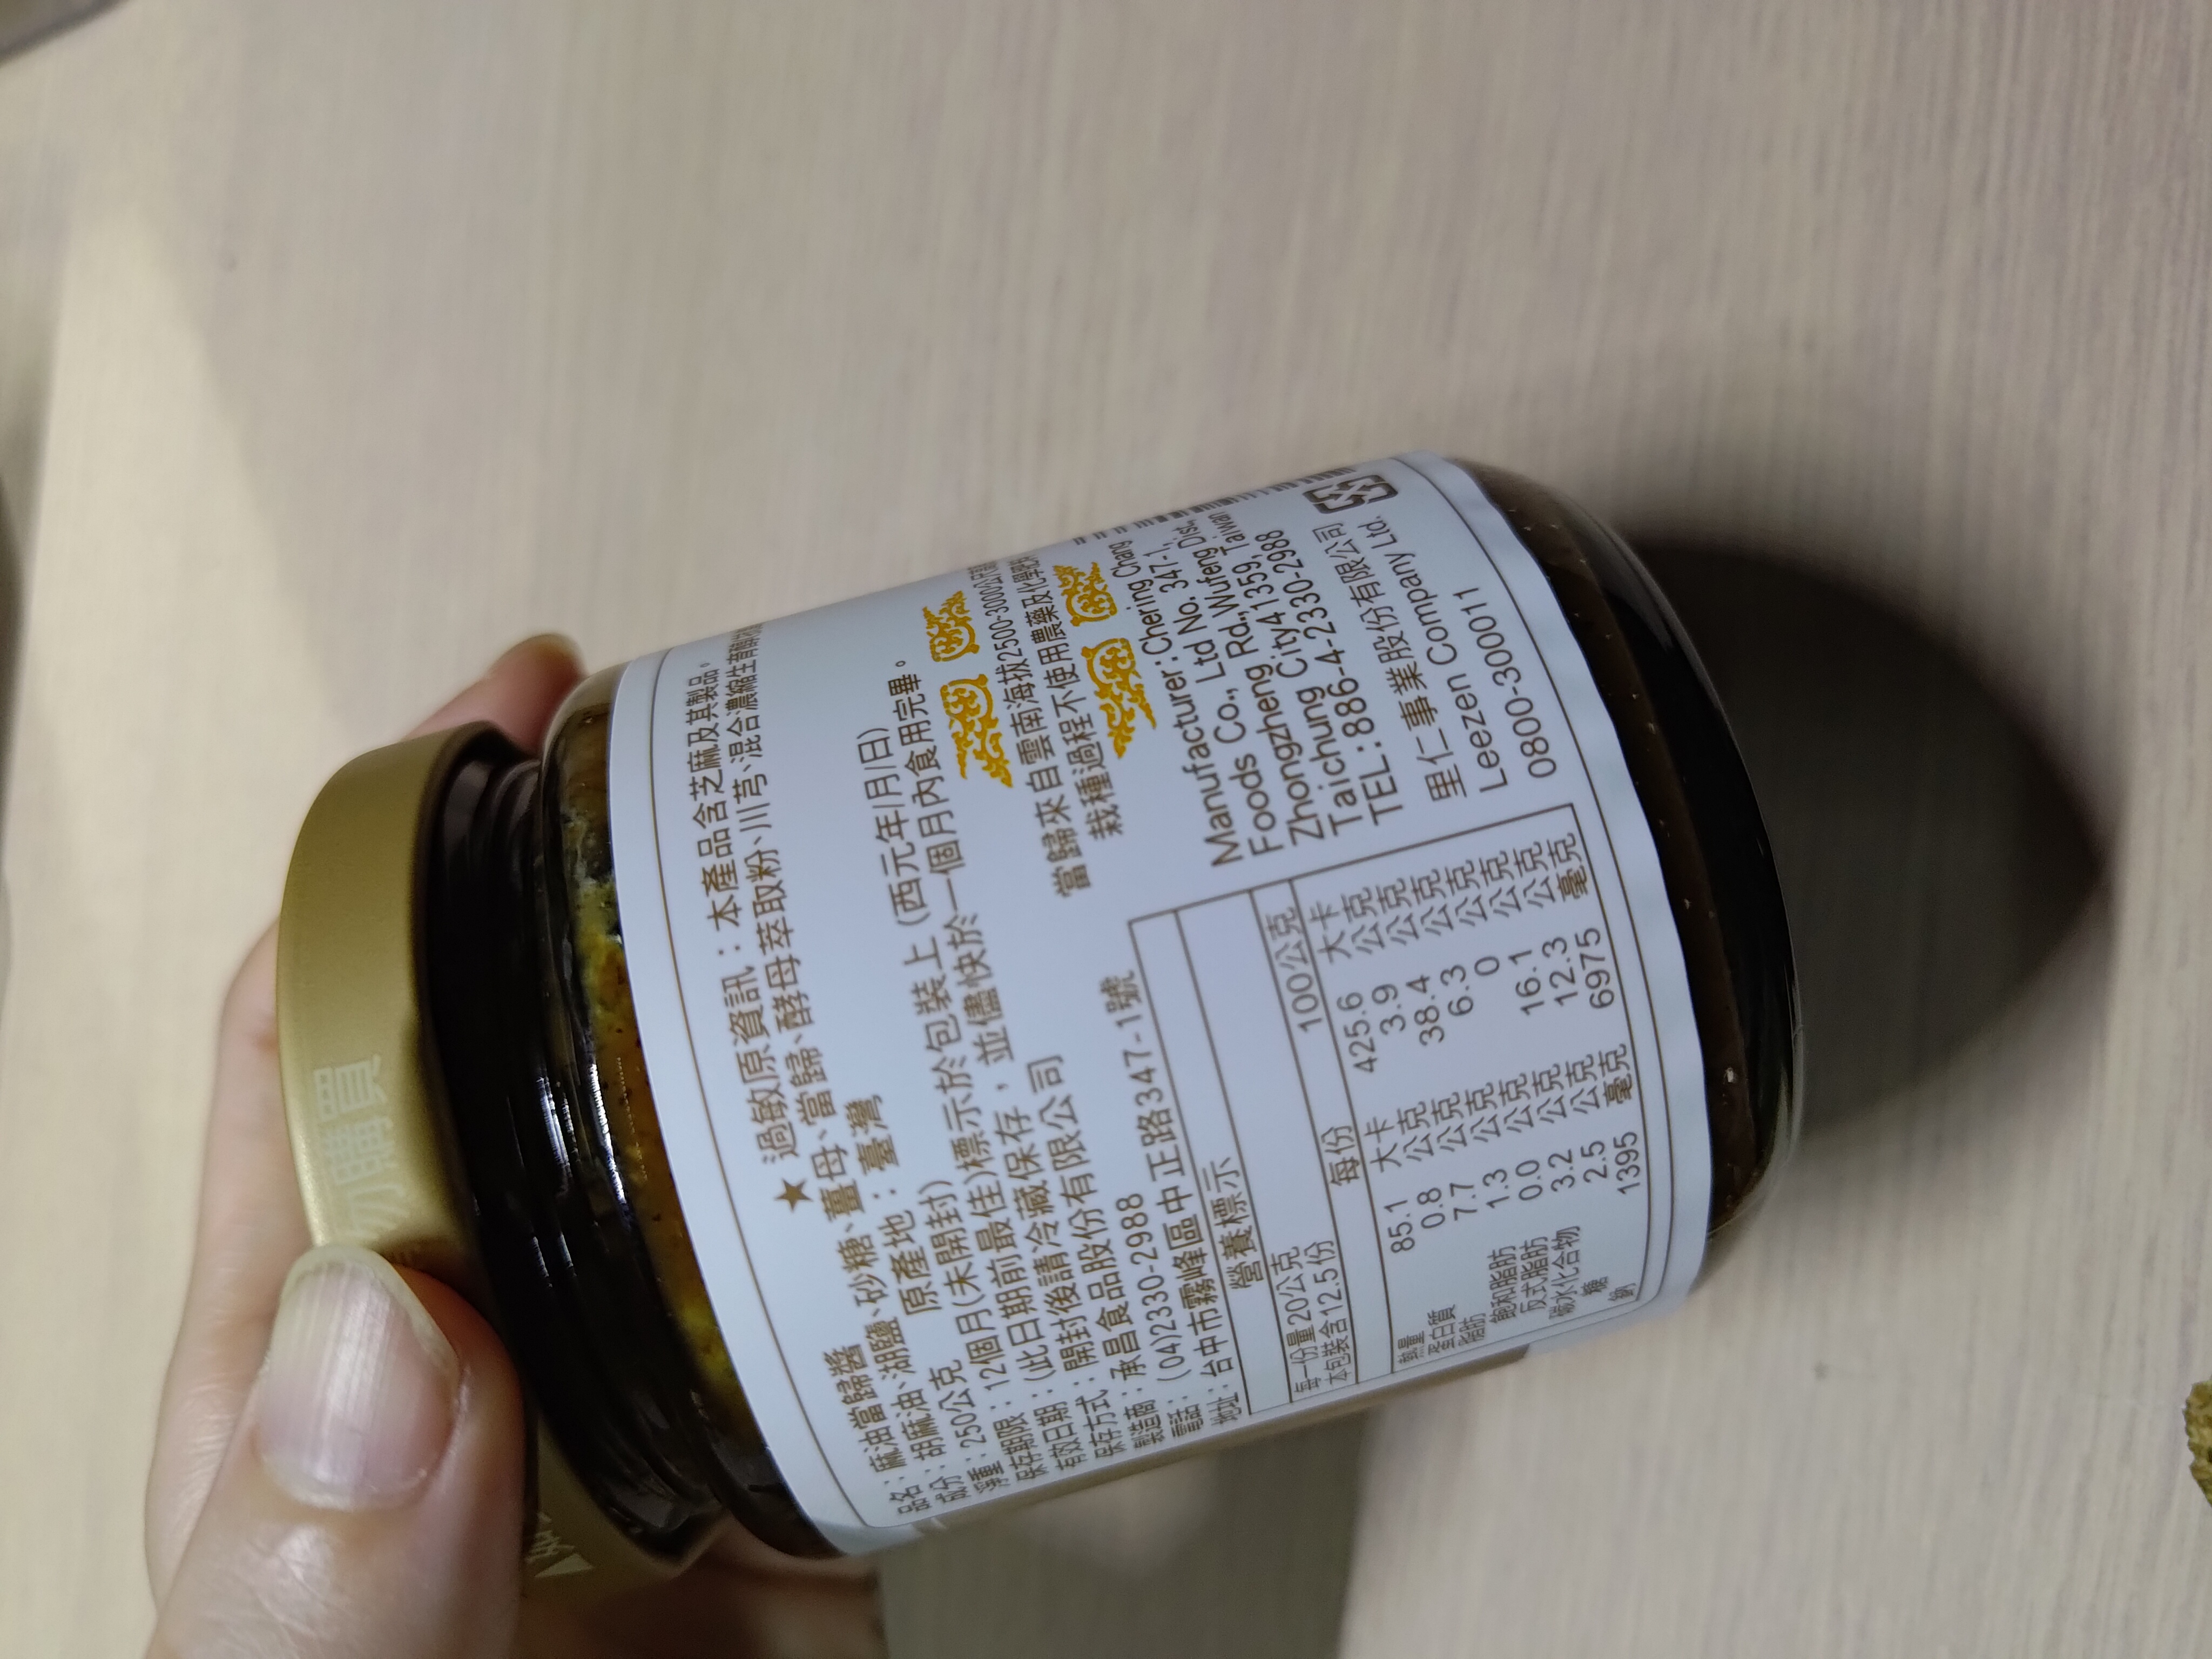 勿購買
★ 過敏原資訊：本產品含芝麻及其製品。
品名：麻油當歸醬
成分：胡麻油、湖鹽、砂糖、薑母、當歸、酵母萃取粉、川芎、混合濃縮生育醇
淨重：250公克 原產地：臺灣
保存期限：12個月(未開封)
有效日期：(此日期前最佳)標示於包裝上(西元年/月/日)
保存方式：開封後請冷藏保存，並儘快於一個月內食用完畢。
製造商：承昌食品股份有限公司
電話：(04)2330-2988
地址：台中市霧峰區中正路347-1號
當歸來自雲南海拔2500-3000公尺
栽種過程不使用農藥及化學肥
營養標示
每一份量20公克
本包裝含12.5份
每份 100公克
熱量 85.1 大卡 425.6 大卡
蛋白質 0.8 公克 3.9 公克
脂肪 7.7 公克 38.4 公克
飽和脂肪 1.3 公克 6.3 公克
反式脂肪 0.0 公克 0 公克
碳水化合物 3.2 公克 16.1 公克
糖 2.5 公克 12.3 公克
鈉 1395 毫克 6975 毫克
Manufacturer: Chering Chang
Foods Co., Ltd No. 347-1,
Zhongzheng Rd.,Wufeng Dist.,
Taichung City41359, Taiwan
TEL:886-4-2330-2988
里仁事業股份有限公司
Leezen Company Ltd.
0800-300011